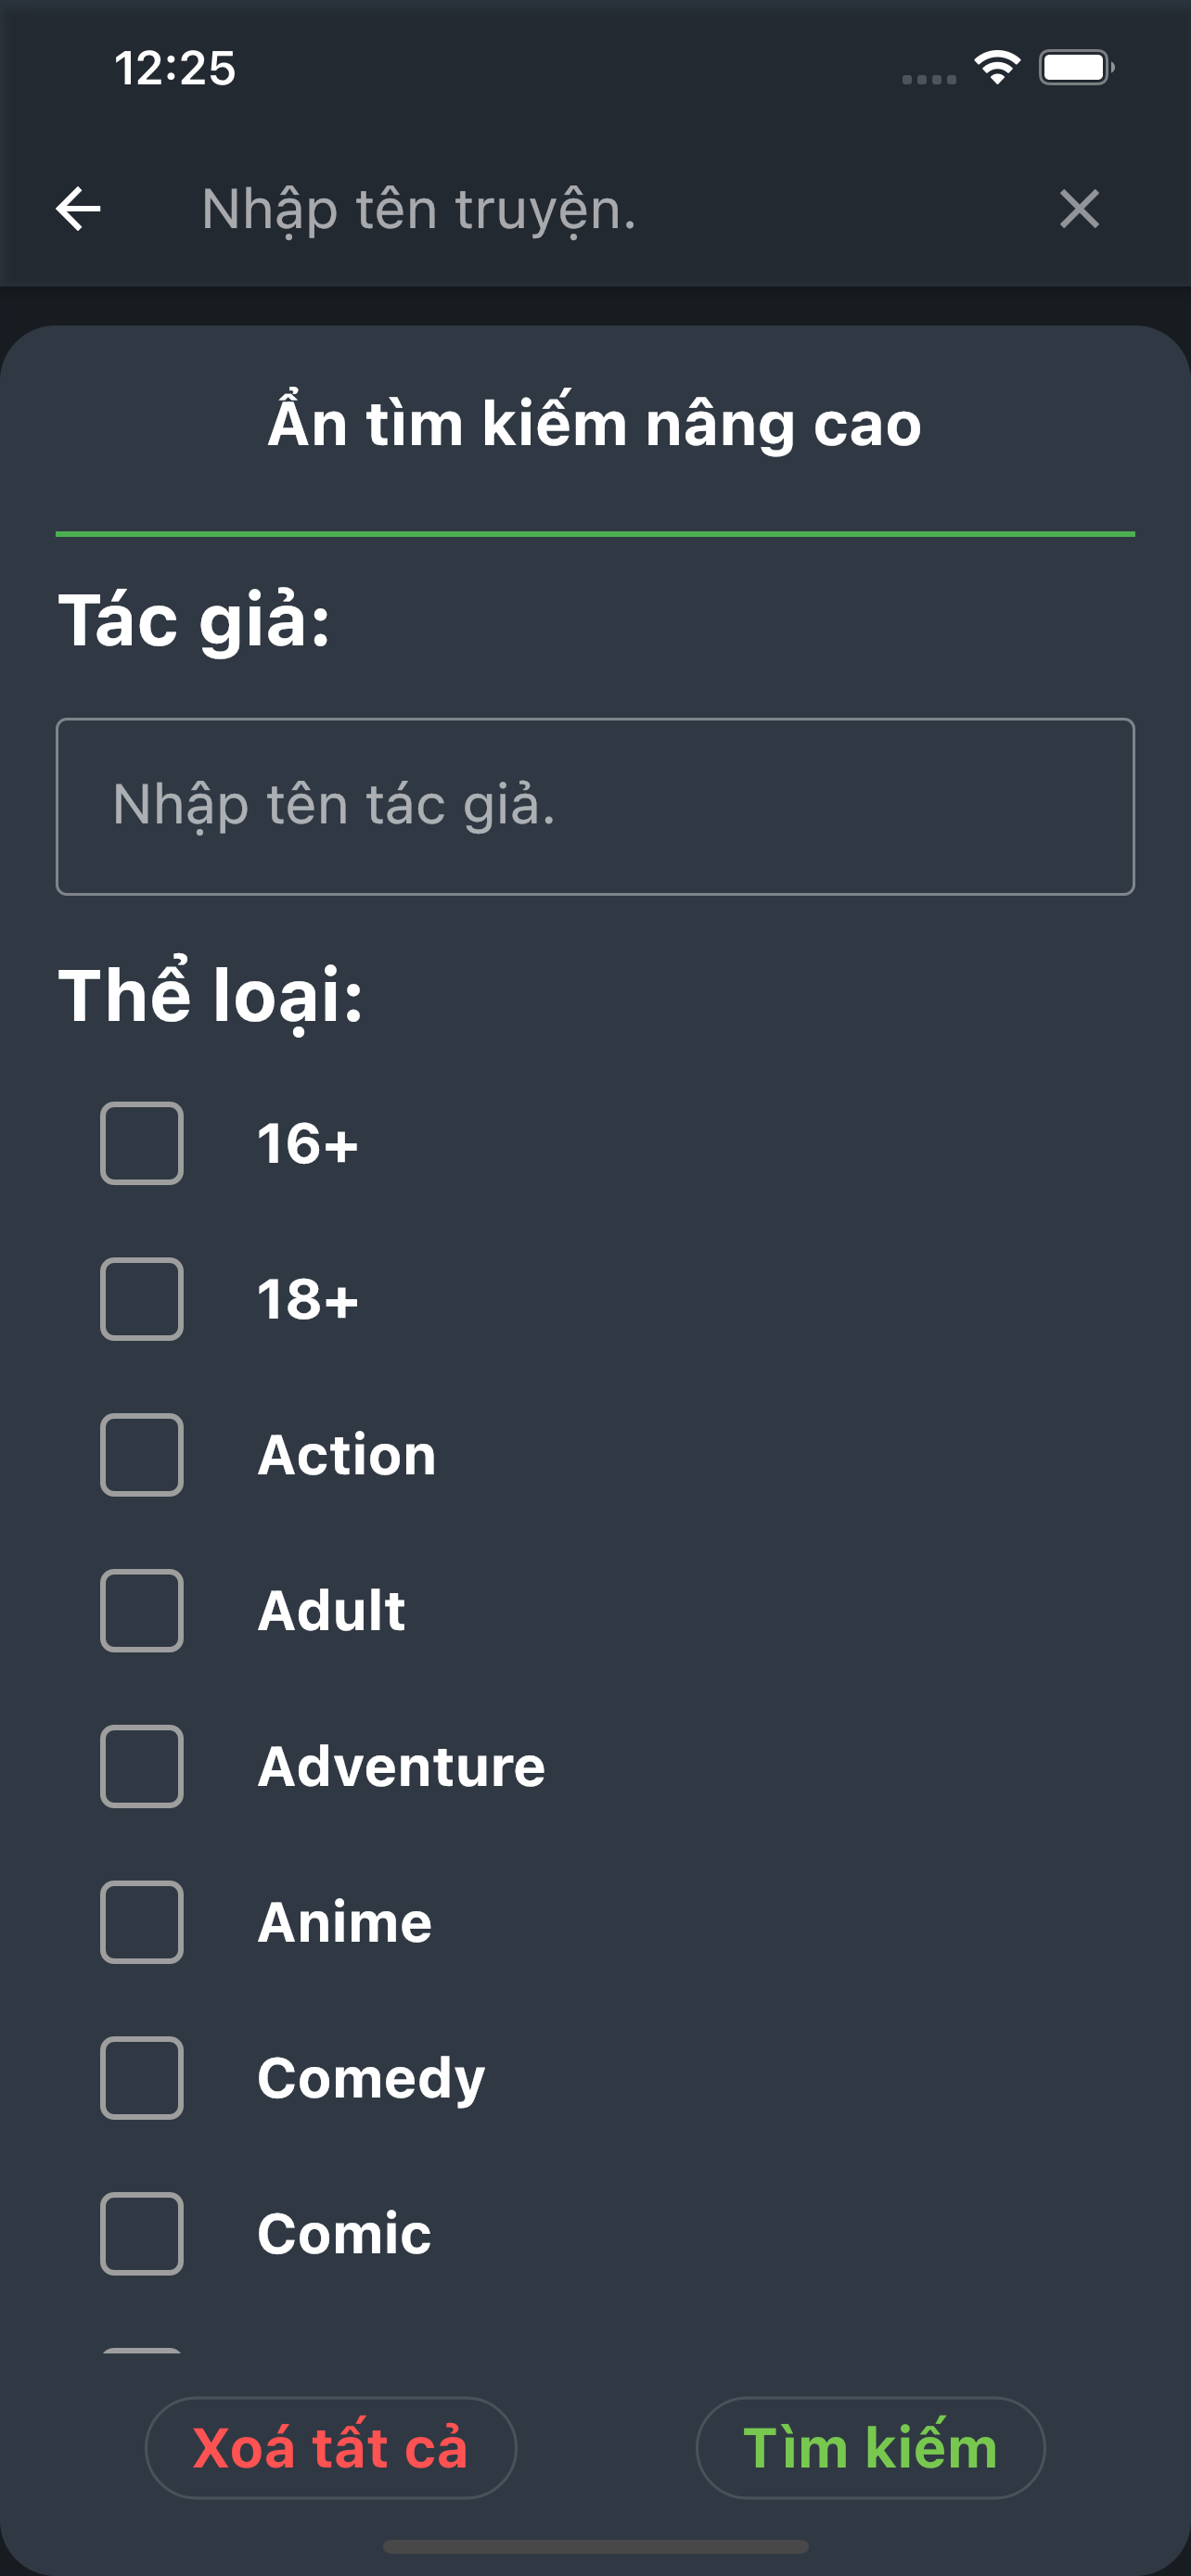 12:25
Nhập tên truyện.
Ẩn tìm kiếm nâng cao
Tác giả:
Nhập tên tác giả.
Thể loại:
16+
18+
Action
Adult
Adventure
Anime
Comedy
Comic
Xoá tất cả
Tìm kiếm